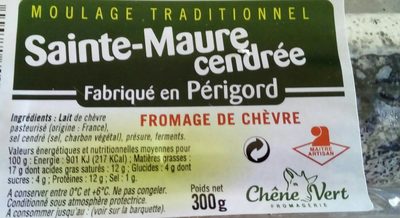 MOULAGE TRADITIONNEL
Sainte-Maure
cendrée
Fabriqué en Périgord
Ingrédients : Lait de chèvre
pasteurisé (origine : France),
sel cendré (sel, charbon végétal), présure, ferments.
FROMAGE DE CHÈVRE
Valeurs énergétiques et nutritionnelles moyennes pour
100 g : Energie : 901 KJ (217 KCal) ; Matières grasses :
17 g dont acides gras saturés : 12 g ; Glucides : 4 g dont
sucres : 4 g ; Protéines : 12 g ; Sel : 1 g.
A conserver entre 0°C et +6°C. Ne pas congeler.
Conditionné sous atmosphère protectrice.
A consommer jusqu'au : (voir sur la barquette).
Poids net
300g
MAITRE
ARTISAN
Chêne Vert
FROMAGERIE